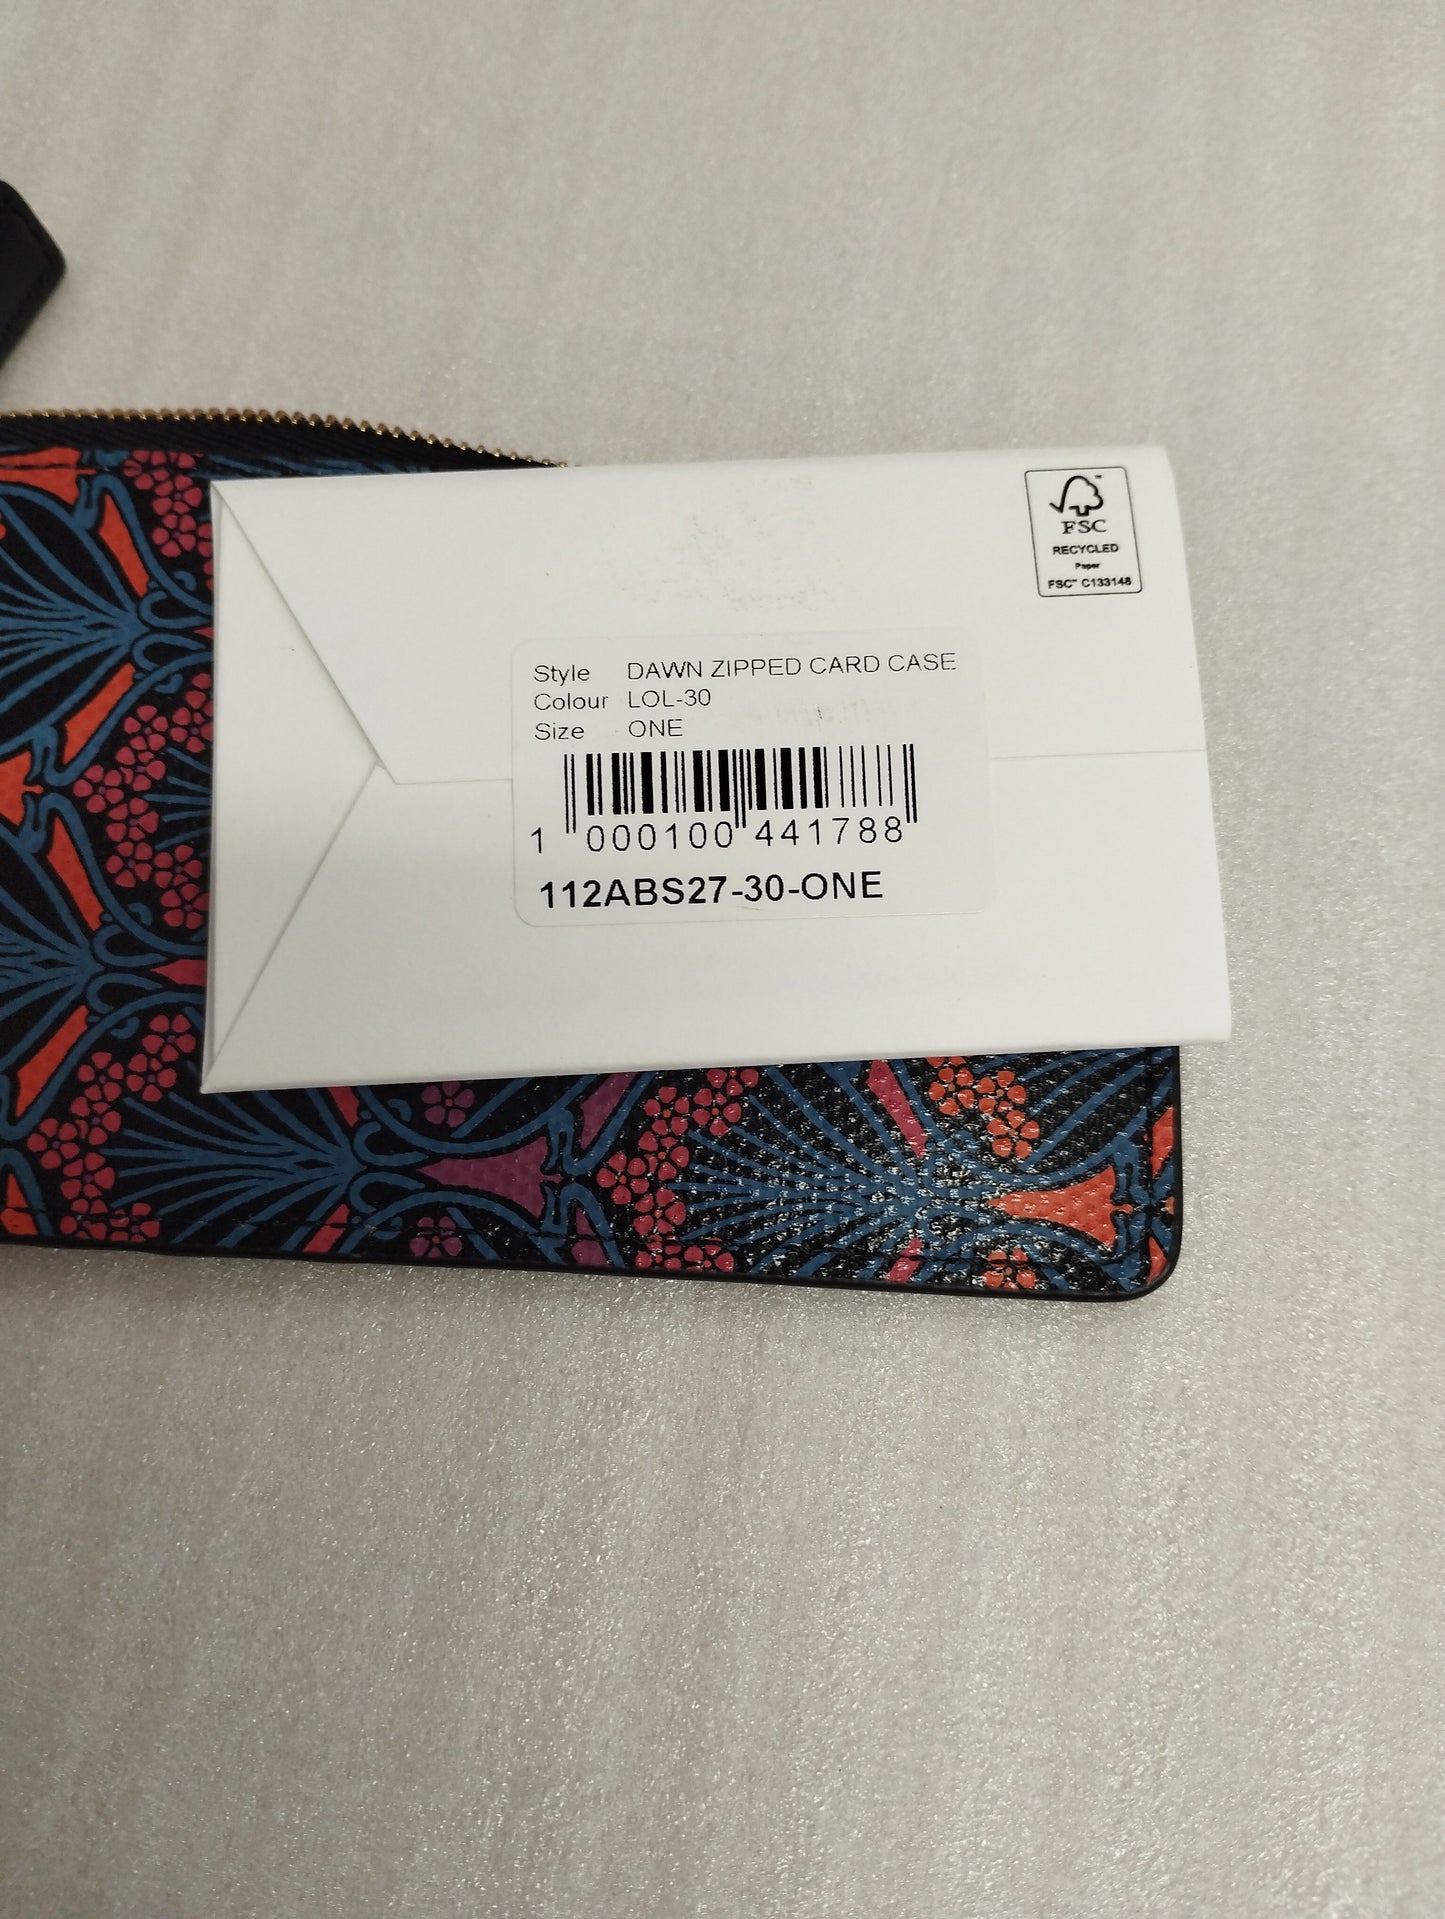 FSC
RECYCLED
Paper
FSC™ C133148
Style DAWN ZIPPED CARD CASE
Colour LOL-30
Size ONE
1 000100 441788
112ABS27-30-ONE